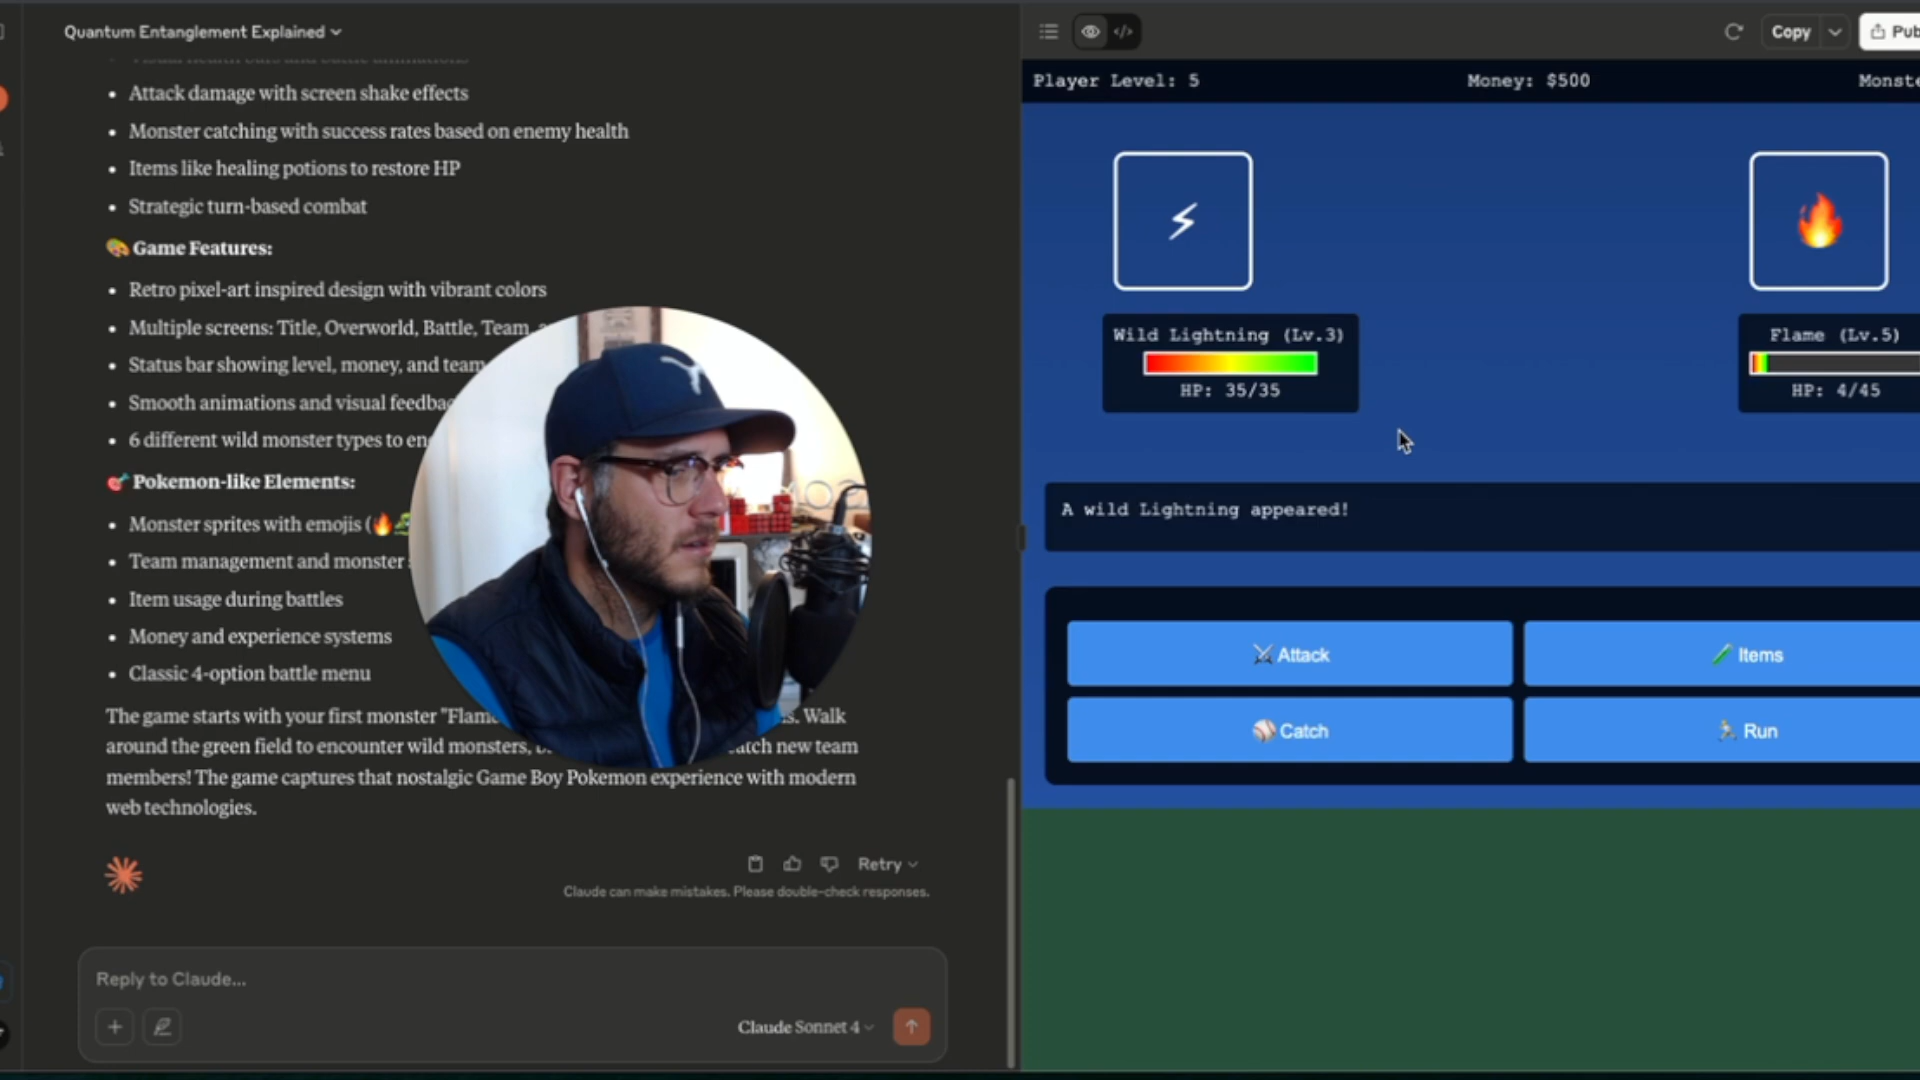 Quantum Entanglement Explained
Attack damage with screen shake effects
Monster catching with success rates based on enemy health
Items like healing potions to restore HP
Strategic turn-based combat
Game Features:
Retro pixel-art inspired design with vibrant colors
Multiple screens: Title, Overworld, Battle, Team,
Status bar showing level, money, and team
Smooth animations and visual
6 different wild monster types to
Pokemon-like Elements:
Monster sprites with emojis (
Team management and monster
Item usage during battles
Money and experience systems
Classic 4-option battle menu
The game starts with your first monster "Flame
Walk
around the green field to encounter wild monsters,
new team
members! The game captures that nostalgic Game Boy Pokemon experience with modern
web technologies.
Retry
Claude can make mistakes. Please double-check responses.
Reply to Claude...
Claude Sonnet 4
Copy
Player Level: 5
Money: $500
Wild Lightning (Lv.3)
HP: 35/35
Flame (Lv.5)
HP: 4/45
A wild Lightning appeared!
Attack
Items
Catch
Run